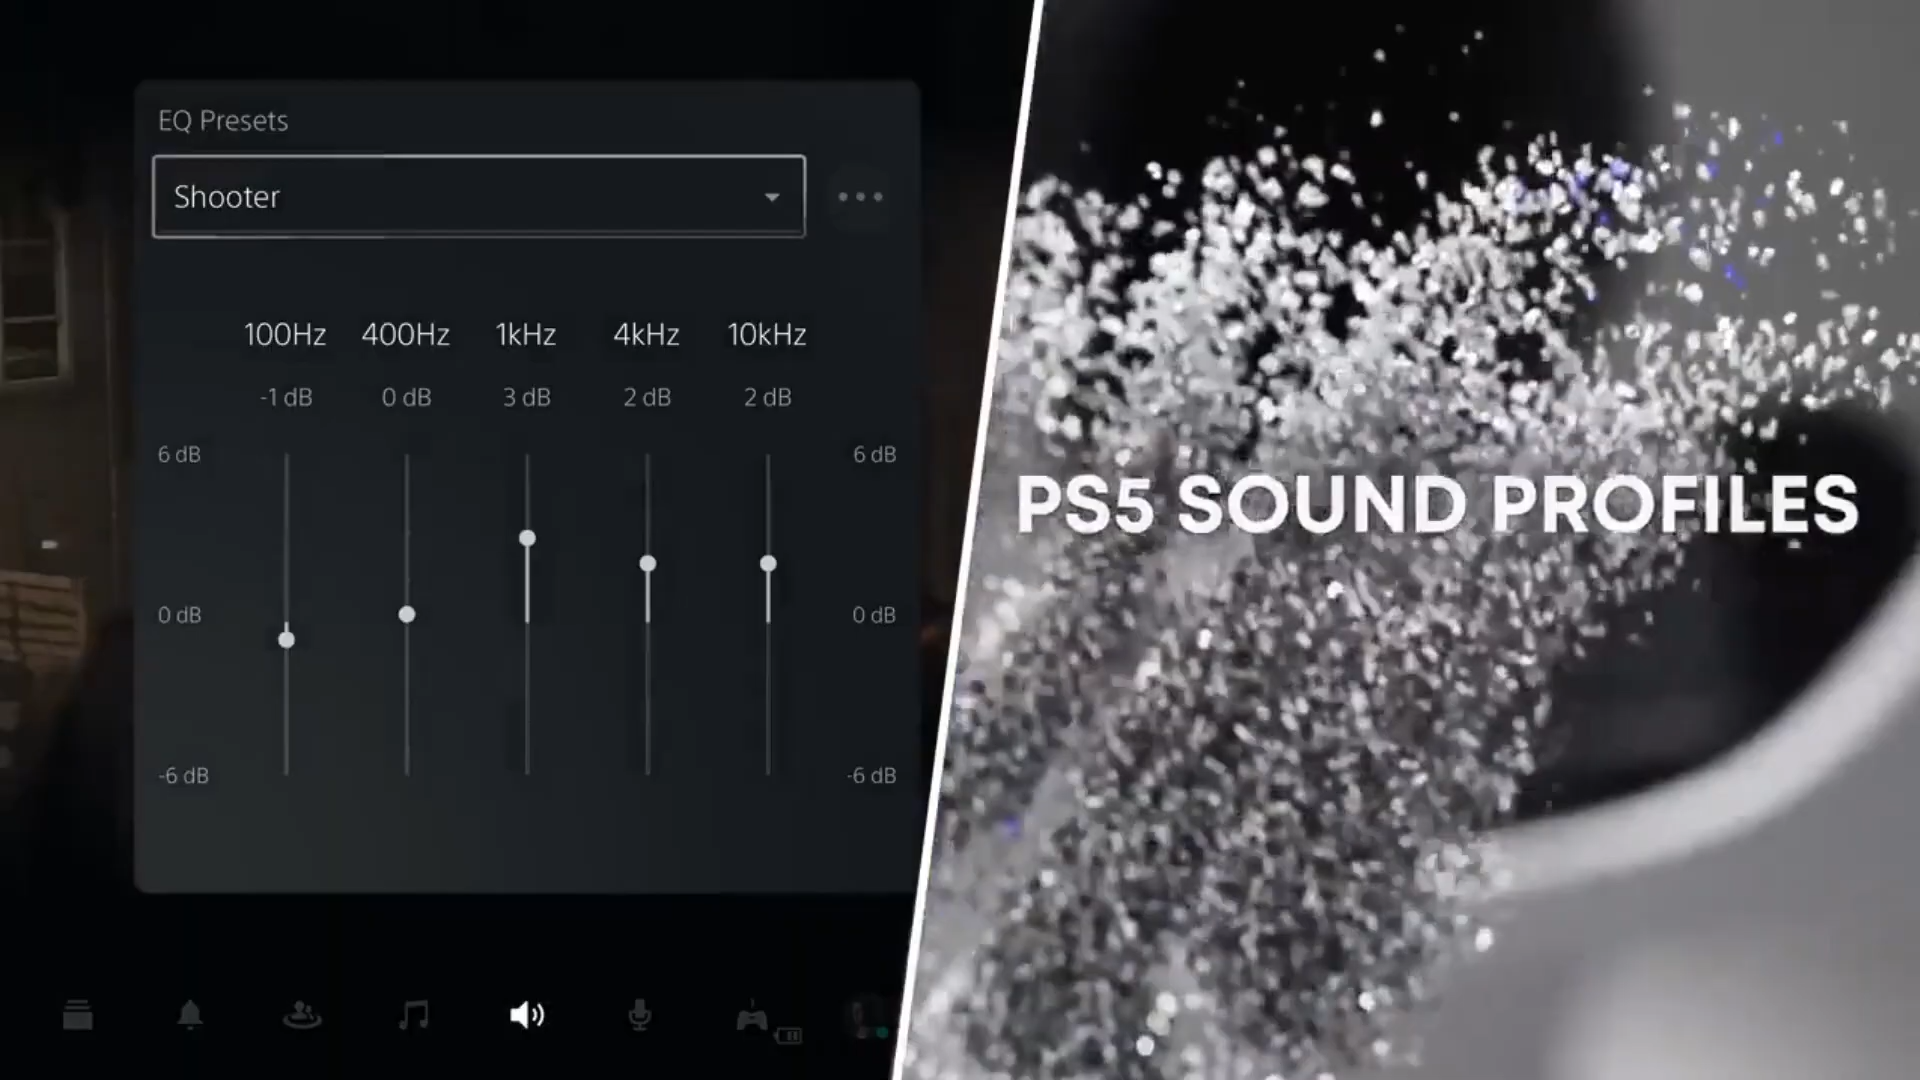 EQ Presets
Shooter
100Hz 400Hz 1kHz 4kHz 10kHz
-1 dB 0 dB 3 dB 2 dB 2 dB
6 dB 6 dB
0 dB 0 dB
-6 dB -6 dB
PS5 SOUND PROFILES